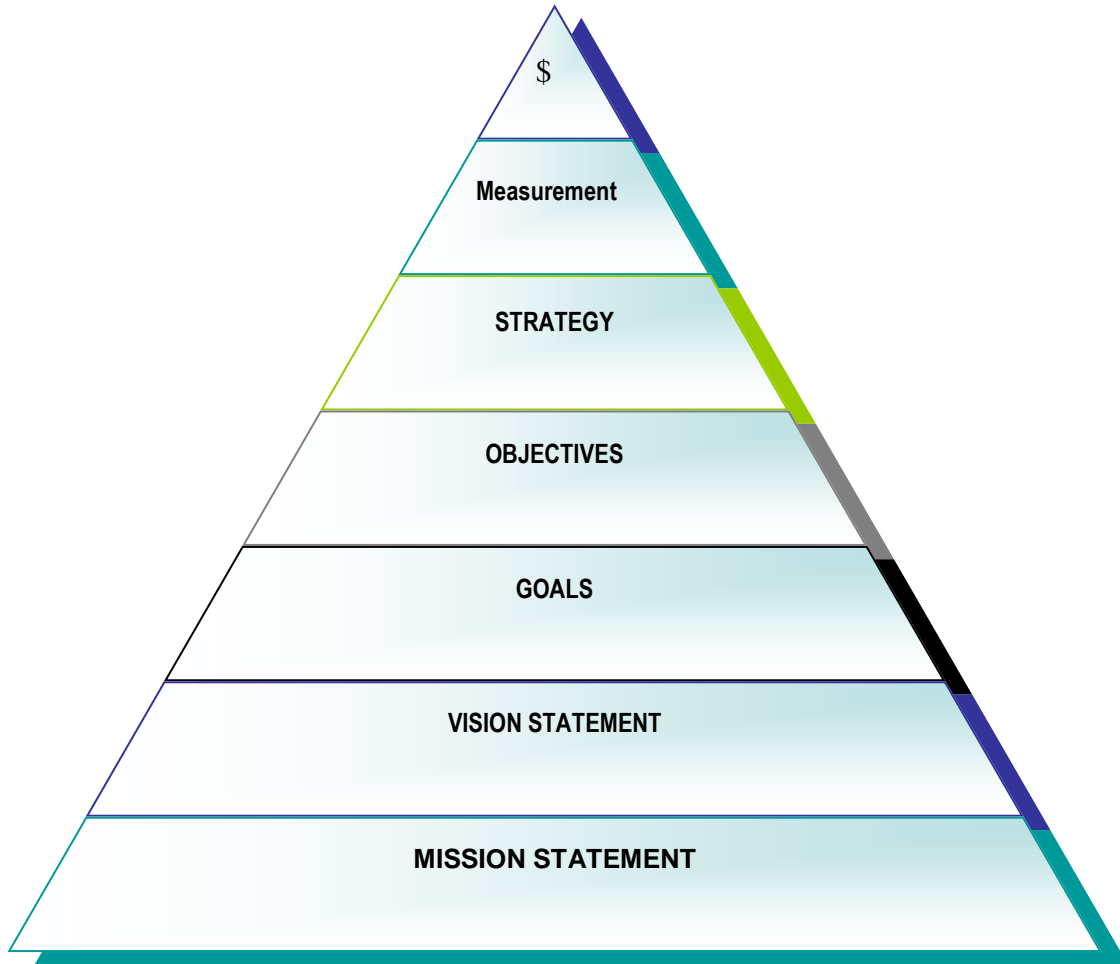 $
Measurement
STRATEGY
OBJECTIVES
GOALS
VISION STATEMENT
MISSION STATEMENT